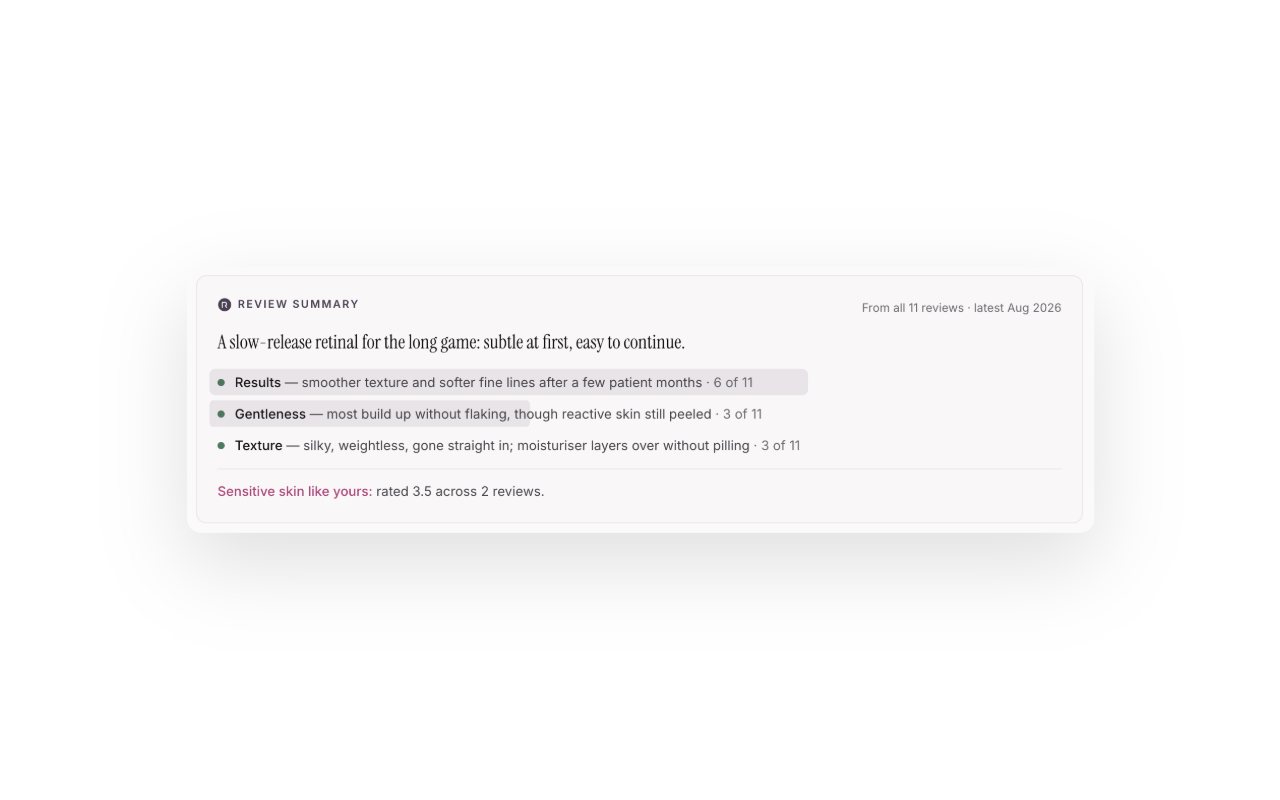 R REVIEW SUMMARY
From all 11 reviews · latest Aug 2026
A slow-release retinal for the long game: subtle at first, easy to continue.
Results — smoother texture and softer fine lines after a few patient months · 6 of 11
Gentleness — most build up without flaking, though reactive skin still peeled · 3 of 11
Texture — silky, weightless, gone straight in; moisturiser layers over without pilling · 3 of 11
Sensitive skin like yours: rated 3.5 across 2 reviews.